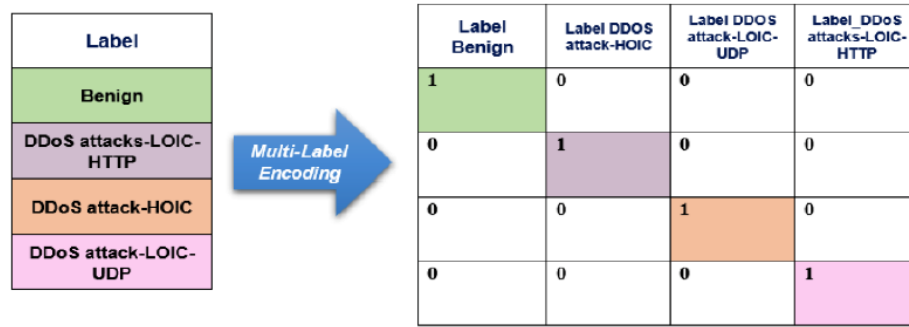 Label
Benign
DDoS attacks-LOIC-
HTTP
DDoS attack-HOIC
DDoS attack-LOIC-
UDP
Multi-Label
Encoding
Label
Benign
Label DDOS
attack-HOIC
Label DDOS
attack-LOIC-
UDP
Label_DDoS
attacks-LOIC-
HTTP
1 0 0 0
0 1 0 0
0 0 1 0
0 0 0 1